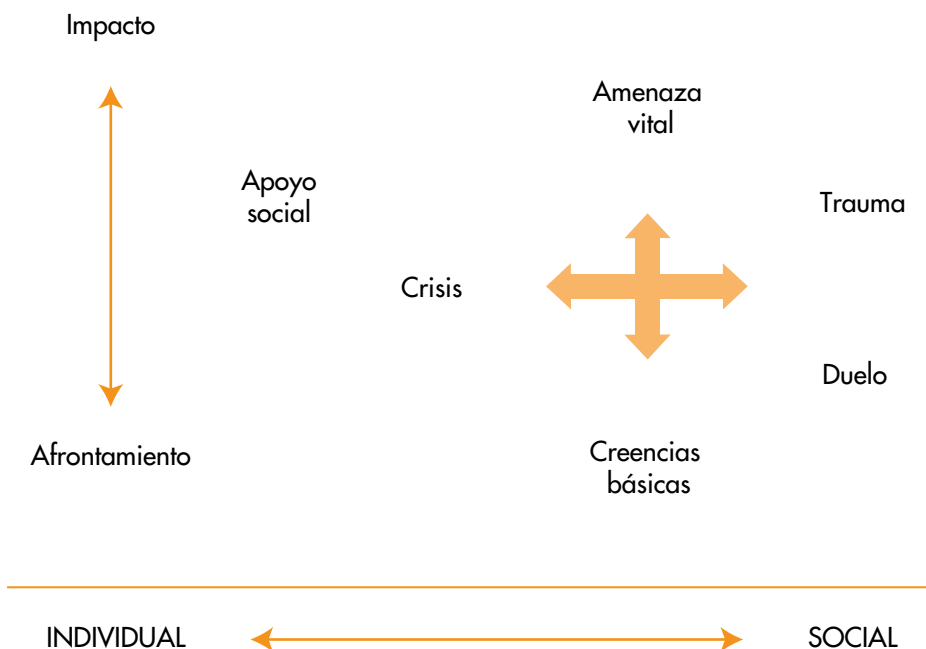 Impacto
Amenaza
vital
Apoyo
social
Trauma
Crisis
Duelo
Afrontamiento
Creencias
básicas
INDIVIDUAL
SOCIAL